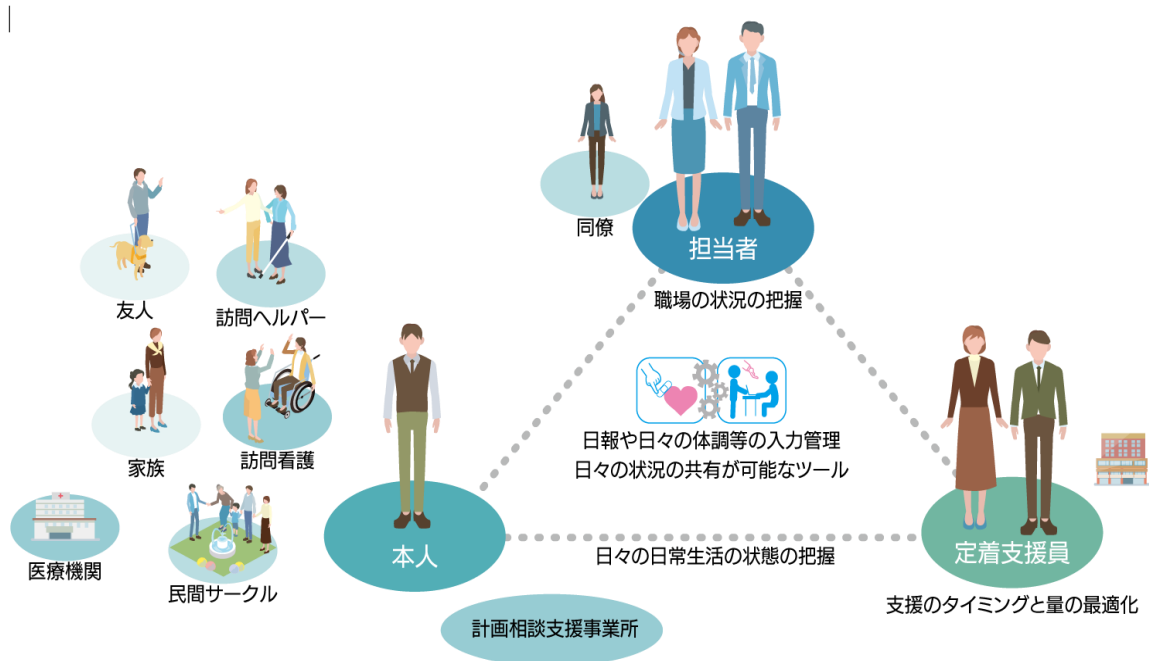 同僚
担当者
職場の状況の把握
友人
訪問ヘルパー
家族
訪問看護
医療機関
民間サークル
本人
日報や日々の体調等の入力管理
日々の状況の共有が可能なツール
日々の日常生活の状態の把握
定着支援員
支援のタイミングと量の最適化
計画相談支援事業所